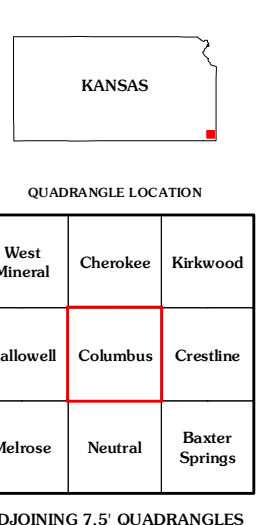 KANSAS
QUADRANGLE LOCATION
West
Mineral
Cherokee
Kirkwood
allowell
Columbus
Crestline
Melrose
Neutral
Baxter
Springs
DJOINING 7.5' QUADRANGLES